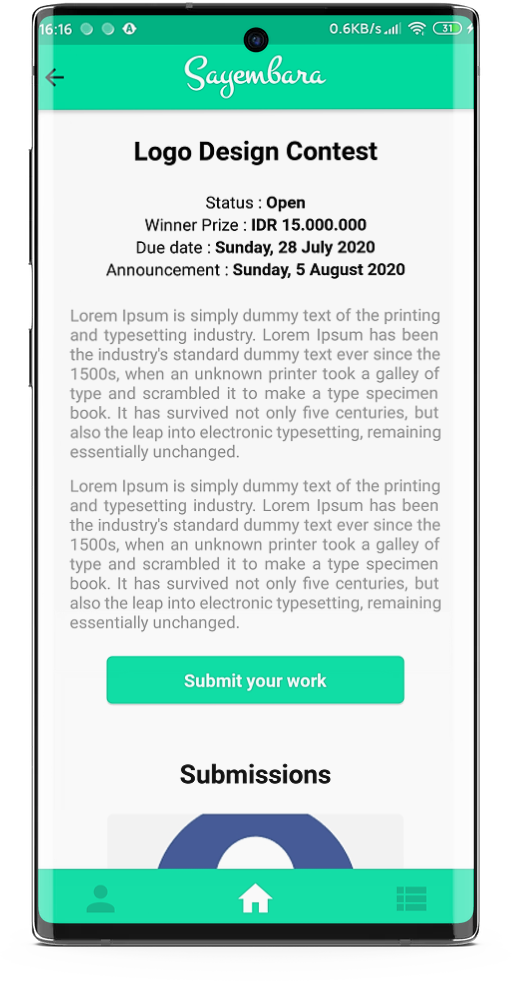 16:16 0.6KB/s 31
Sayembara
Logo Design Contest
Status : Open
Winner Prize : IDR 15.000.000
Due date : Sunday, 28 July 2020
Announcement : Sunday, 5 August 2020
Lorem Ipsum is simply dummy text of the printing
and typesetting industry. Lorem Ipsum has been
the industry's standard dummy text ever since the
1500s, when an unknown printer took a galley of
type and scrambled it to make a type specimen
book. It has survived not only five centuries, but
also the leap into electronic typesetting, remaining
essentially unchanged.
Lorem Ipsum is simply dummy text of the printing
and typesetting industry. Lorem Ipsum has been
the industry's standard dummy text ever since the
1500s, when an unknown printer took a galley of
type and scrambled it to make a type specimen
book. It has survived not only five centuries, but
also the leap into electronic typesetting, remaining
essentially unchanged.
Submit your work
Submissions